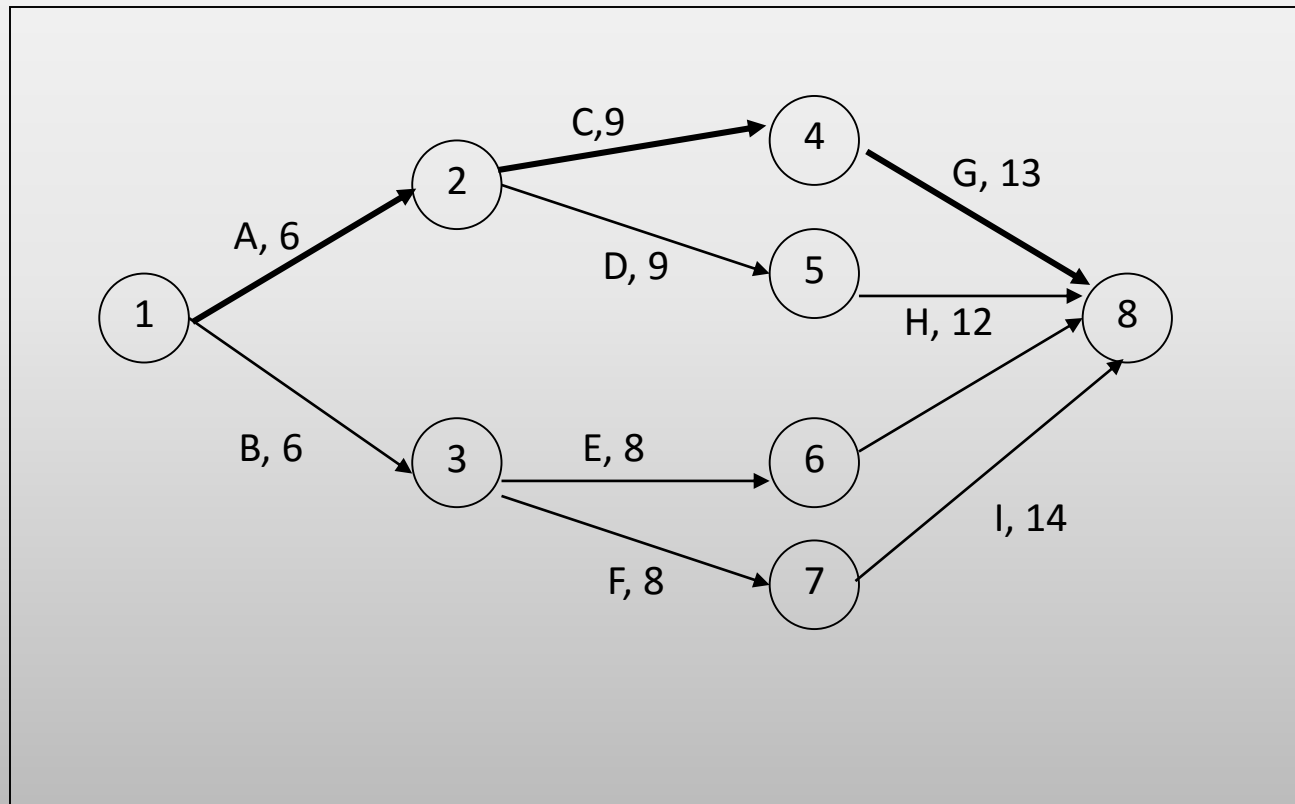 C,9
4
G, 13
2
A, 6
D, 9
5
1
H, 12
8
B, 6
3
E, 8
6
I, 14
F, 8
7